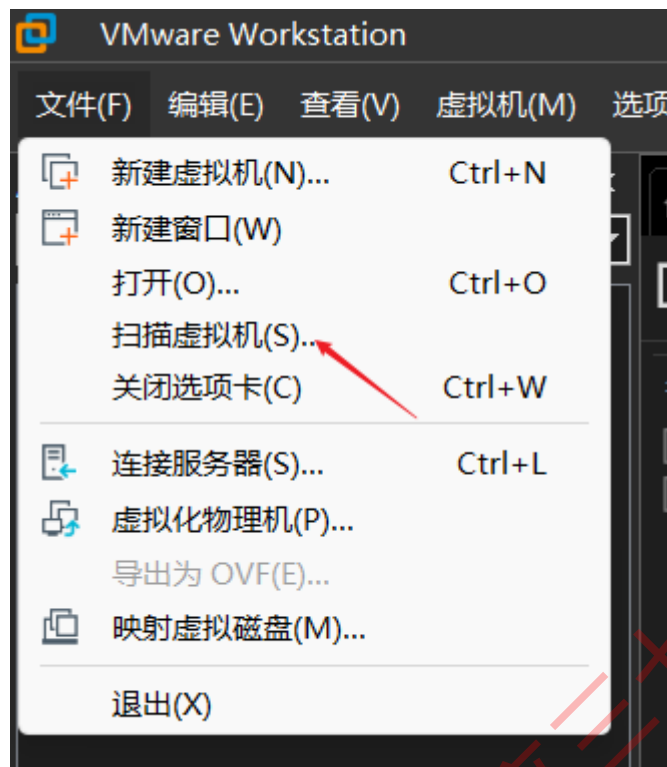 VMware Workstation
文件(F) 编辑(E) 查看(V) 虚拟机(M) 选项
新建虚拟机(N)... Ctrl+N
新建窗口(W)
打开(O)... Ctrl+O
扫描虚拟机(S)...
关闭选项卡(C) Ctrl+W
连接服务器(S)... Ctrl+L
虚拟化物理机(P)...
导出为 OVF(E)...
映射虚拟磁盘(M)...
退出(X)